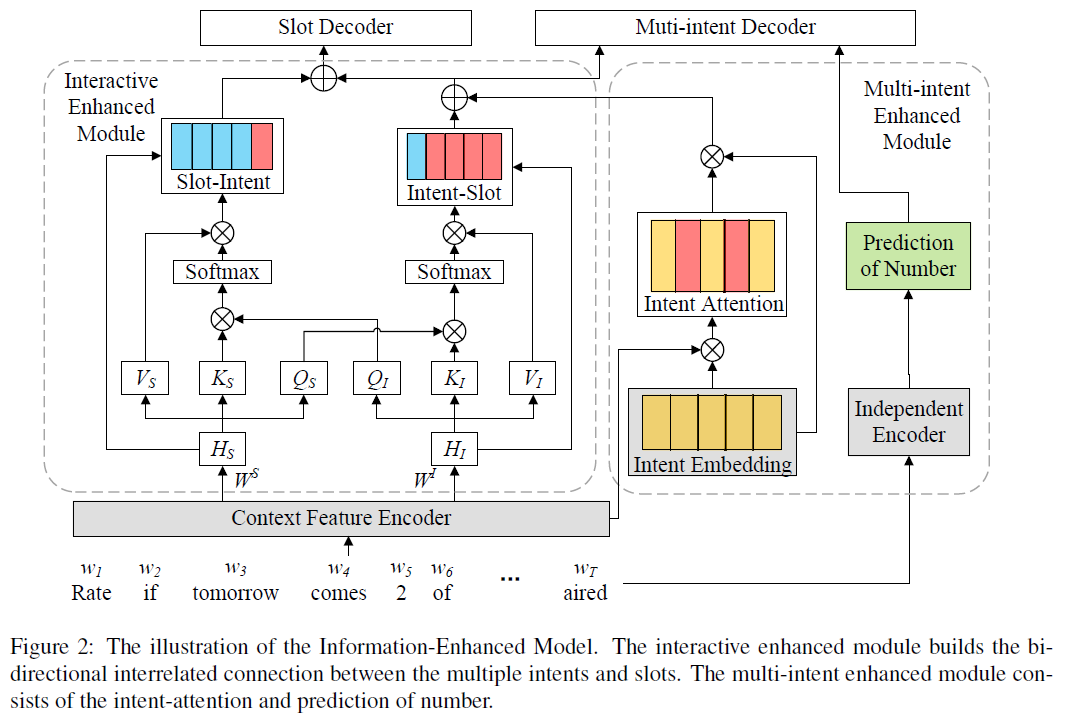 Slot Decoder
Muti-intent Decoder
Interactive
Enhanced
Module
Multi-intent
Enhanced
Module
Slot-Intent
Intent-Slot
Softmax
Softmax
Intent Attention
Prediction
of Number
V_S
K_S
Q_S
Q_I
K_I
V_I
Independent
Encoder
H_S
H_I
Intent Embedding
W^S
W^I
Context Feature Encoder
w_1 w_2 w_3 w_4 w_5 w_6 ... w_T
Rate if tomorrow comes 2 of aired
Figure 2: The illustration of the Information-Enhanced Model. The interactive enhanced module builds the bi-
directional interrelated connection between the multiple intents and slots. The multi-intent enhanced module con-
sists of the intent-attention and prediction of number.